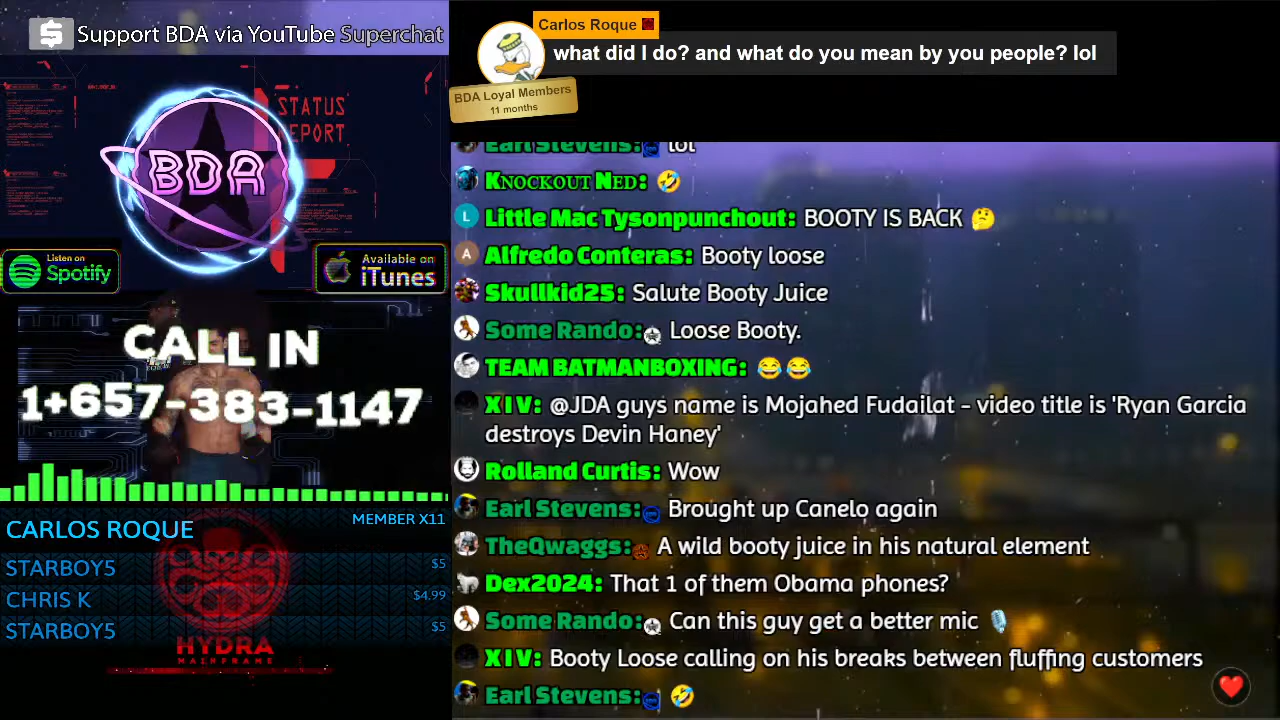 Support BDA via YouTube Superchat
STATUS
REPORT
BDA
Listen on
Spotify
Available on
iTunes
CALL IN
1+657-383-1147
CARLOS ROQUE
MEMBER X11
STARBOY5
$5
CHRIS K
$4.99
STARBOY5
$5
HYDRA
MAINFRAME
Carlos Roque
what did I do? and what do you mean by you people? lol
BDA Loyal Members
11 months
Earl Stevens: lol
Knockout Ned: 🤣
L
Little Mac Tysonpunchout: BOOTY IS BACK 🤔
A
Alfredo Conteras: Booty loose
Skullkid25: Salute Booty Juice
Some Rando: Loose Booty.
TEAM BATMANBOXING: 😂😂
X I V: @JDA guys name is Mojahed Fudailat - video title is 'Ryan Garcia
destroys Devin Haney'
Rolland Curtis: Wow
Earl Stevens: Brought up Canelo again
TheQwaggs: A wild booty juice in his natural element
Dex2024: That 1 of them Obama phones?
Some Rando: Can this guy get a better mic 🎙️
X I V: Booty Loose calling on his breaks between fluffing customers
Earl Stevens: 🤣